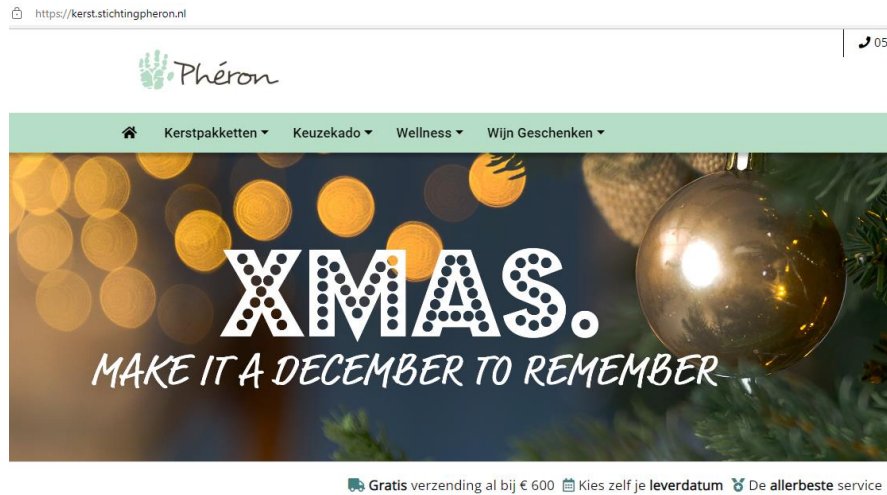 https://kerst.stichtingpheron.nl
05
Phéron
Kerstpakketten Keuzekado Wellness Wijn Geschenken
XMAS.
MAKE IT A DECEMBER TO REMEMBER
Gratis verzending al bij € 600 Kies zelf je leverdatum De allerbeste service